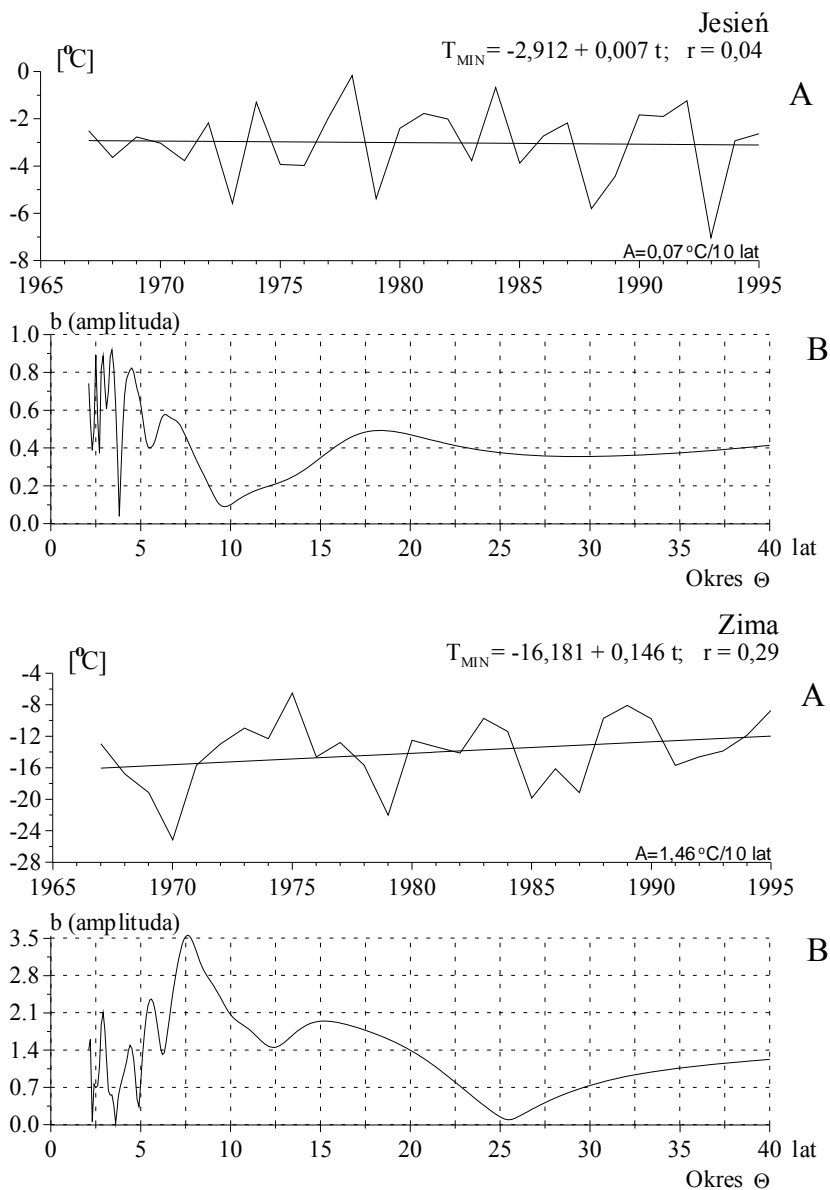 Jesień
T_MIN = -2,912 + 0,007 t; r = 0,04
[°C]
A
0
-2
-4
-6
-8
A=0,07 °C/10 lat
1965 1970 1975 1980 1985 1990 1995
b (amplituda)
B
1.0
0.8
0.6
0.4
0.2
0.0
0 5 10 15 20 25 30 35 40 lat
Okres Θ
Zima
T_MIN = -16,181 + 0,146 t; r = 0,29
[°C]
A
-4
-8
-12
-16
-20
-24
-28
A=1,46 °C/10 lat
1965 1970 1975 1980 1985 1990 1995
b (amplituda)
B
3.5
2.8
2.1
1.4
0.7
0.0
0 5 10 15 20 25 30 35 40 lat
Okres Θ